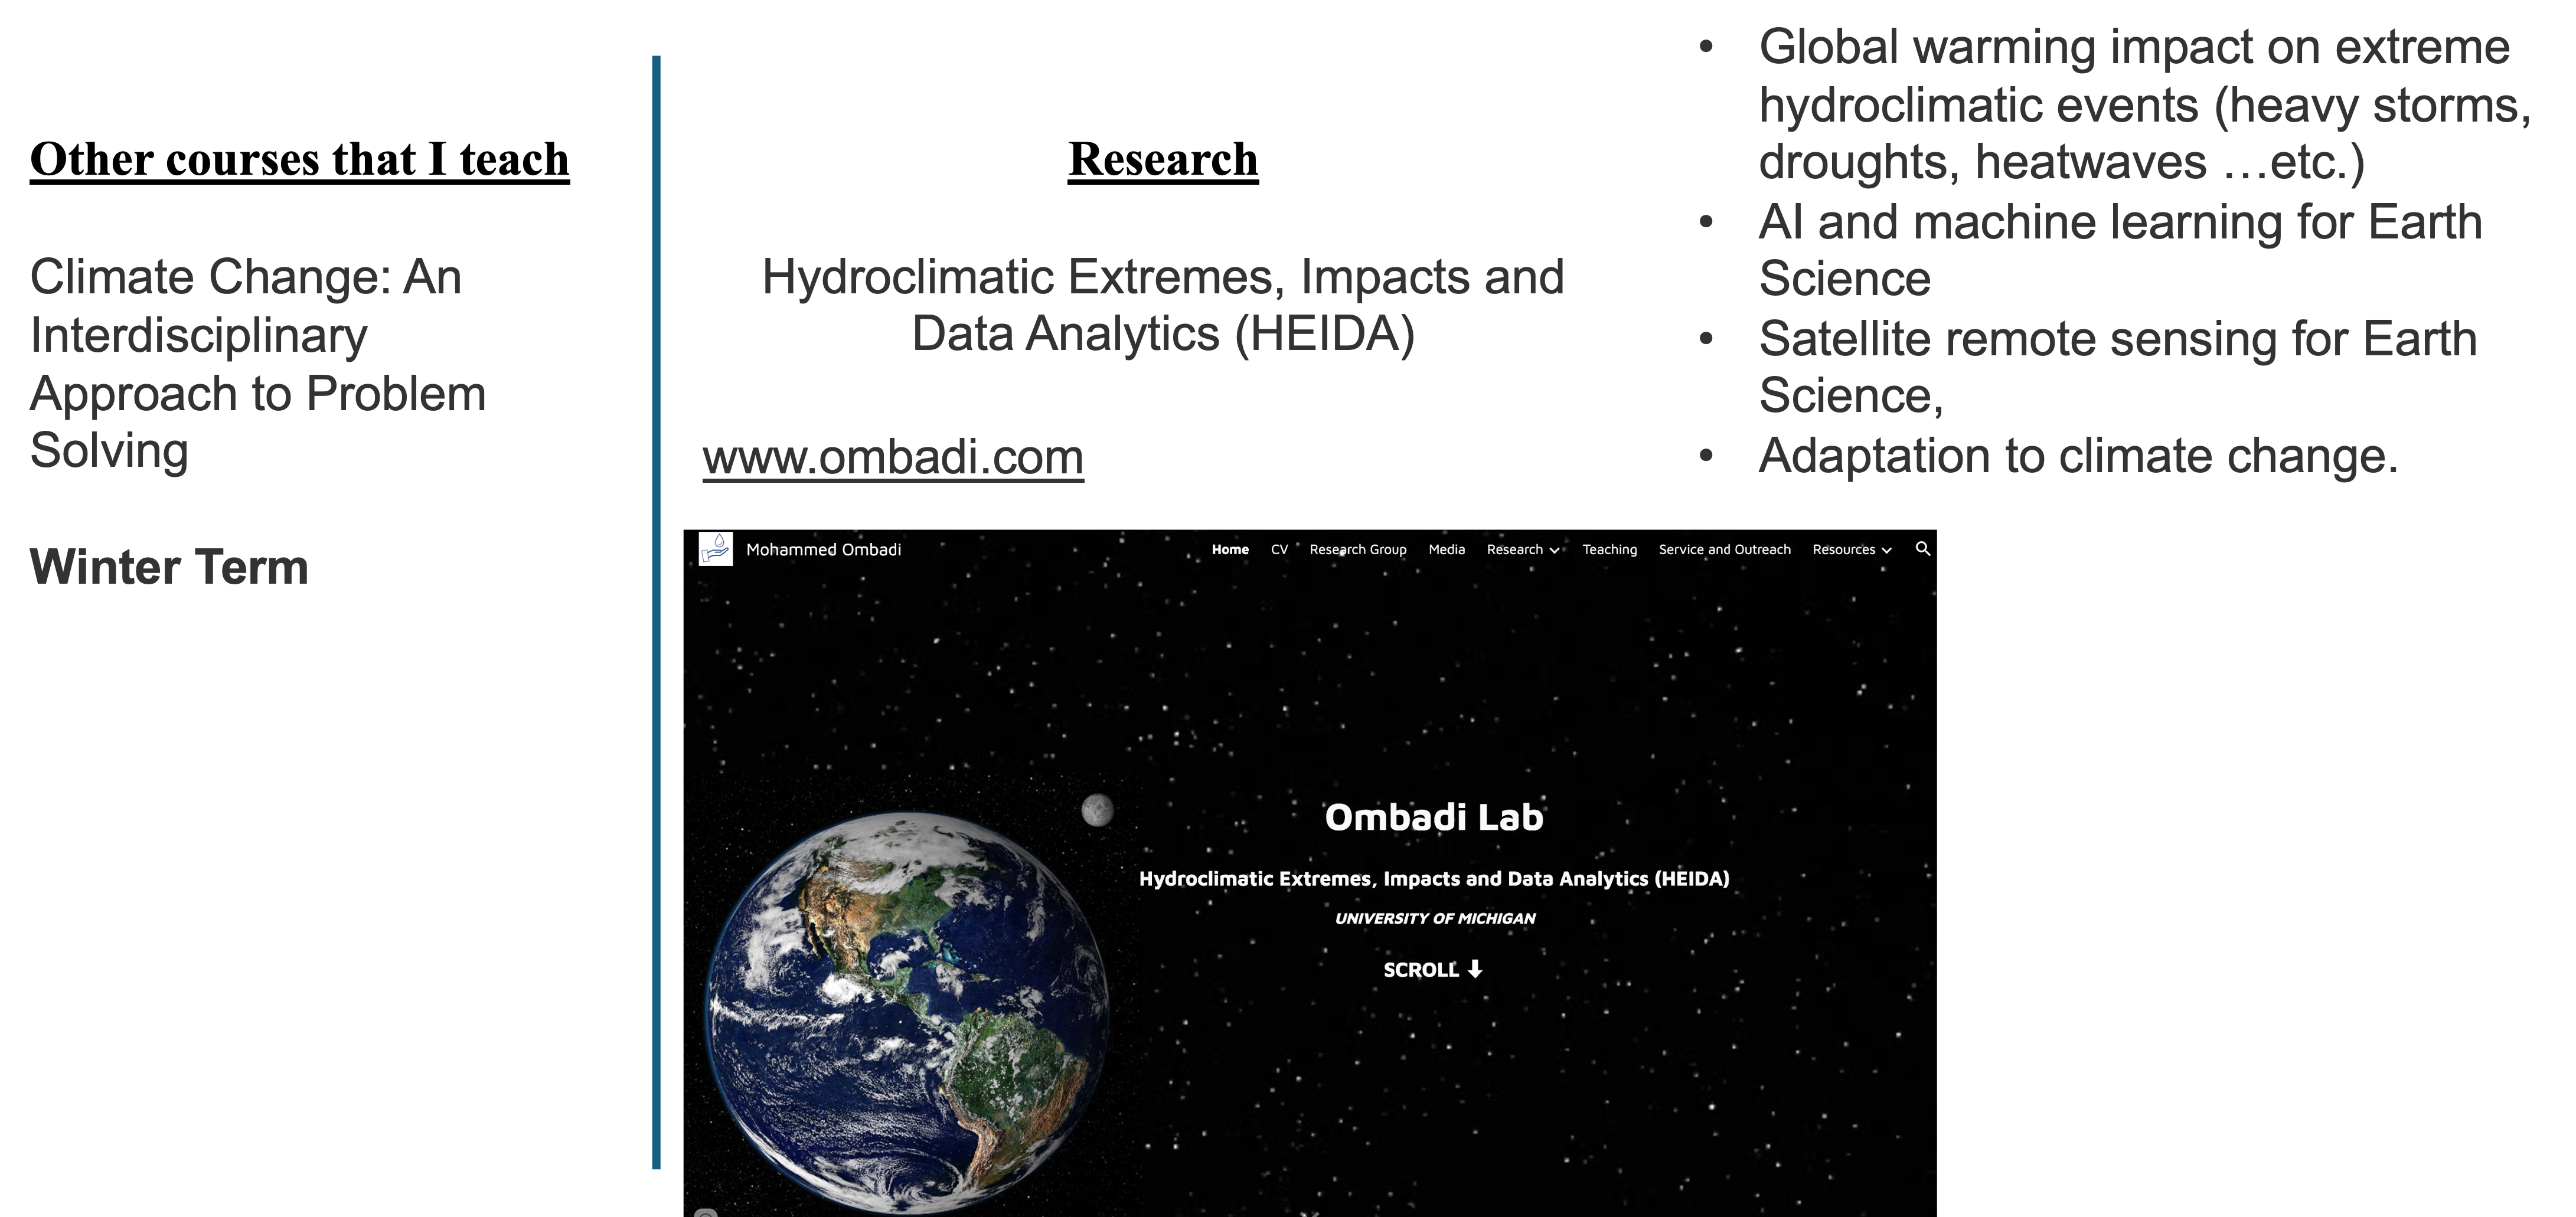 Other courses that I teach
Climate Change: An
Interdisciplinary
Approach to Problem
Solving
Winter Term
Research
Hydroclimatic Extremes, Impacts and
Data Analytics (HEIDA)
www.ombadi.com
• Global warming impact on extreme
hydroclimatic events (heavy storms,
droughts, heatwaves …etc.)
• AI and machine learning for Earth
Science
• Satellite remote sensing for Earth
Science,
• Adaptation to climate change.
Mohammed Ombadi
Home CV Research Group Media Research Teaching Service and Outreach Resources
Ombadi Lab
Hydroclimatic Extremes, Impacts and Data Analytics (HEIDA)
UNIVERSITY OF MICHIGAN
SCROLL